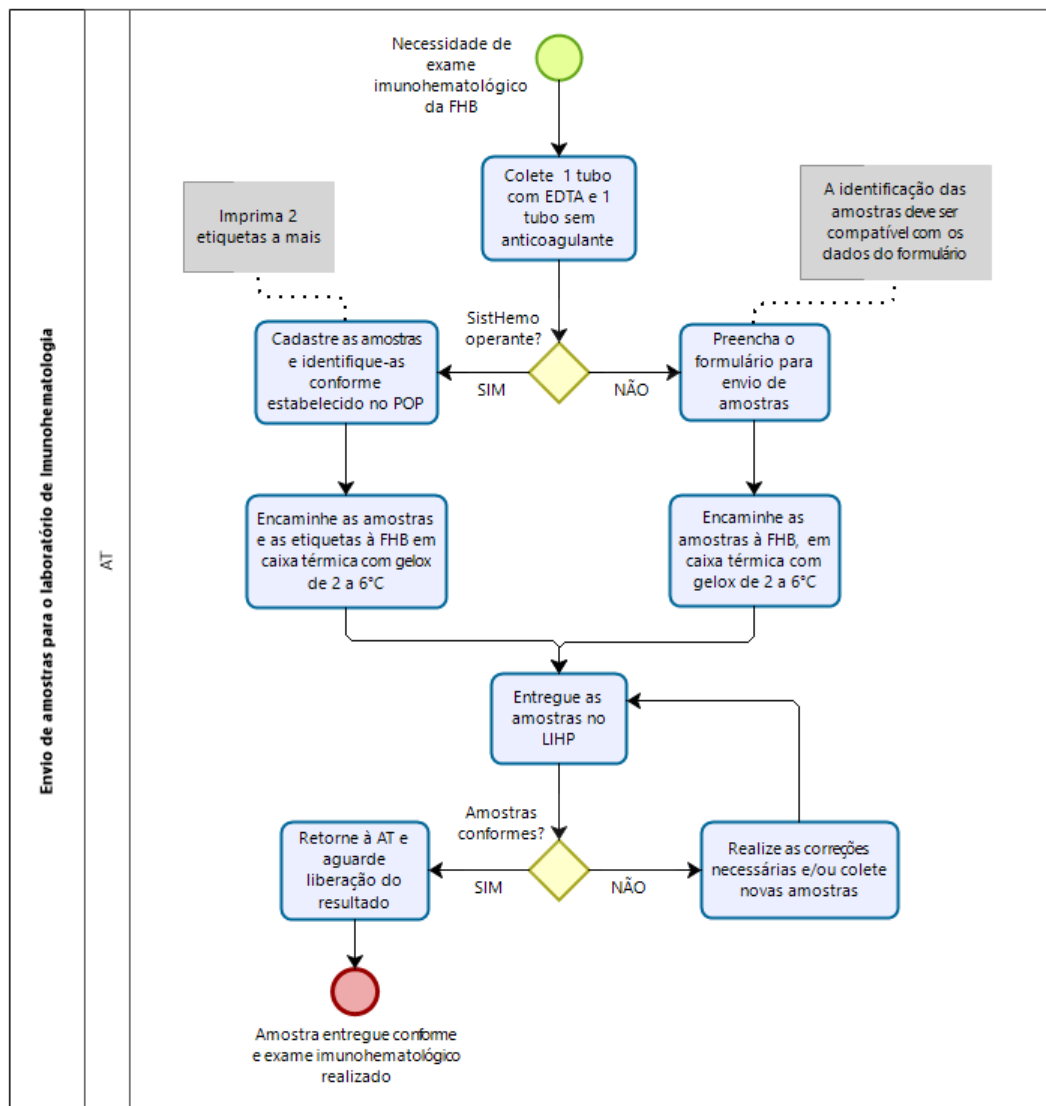 Envio de amostras para o laboratório de Imunohematologia
AT
Necessidade de
exame
imunohematológico
da FHB
Colete 1 tubo
com EDTA e 1
tubo sem
anticoagulante
Imprima 2
etiquetas a mais
A identificação das
amostras deve ser
compatível com os
dados do formulário
SistHemo
operante?
Cadastre as amostras
e identifique-as
conforme
estabelecido no POP
SIM
NÃO
Preencha o
formulário para
envio de
amostras
Encaminhe as amostras
e as etiquetas à FHB em
caixa térmica com gelox
de 2 a 6°C
Encaminhe as
amostras à FHB, em
caixa térmica com
gelox de 2 a 6°C
Entregue as
amostras no
LIHP
Amostras
conformes?
Retorne à AT e
aguarde
liberação do
resultado
SIM
NÃO
Realize as correções
necessárias e/ou colete
novas amostras
Amostra entregue conforme
e exame imunohematológico
realizado